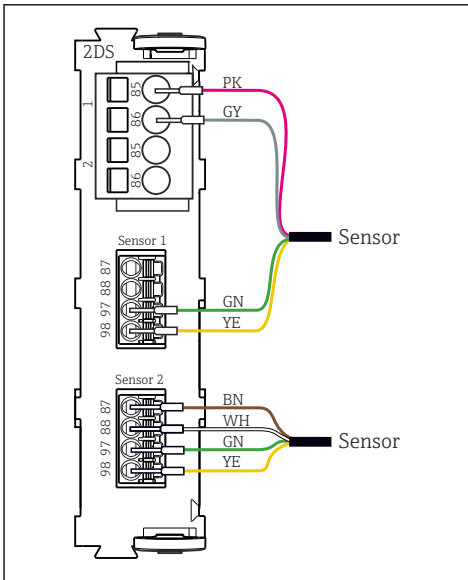 2DS
1
85
PK
86
GY
2
85
86
Sensor
Sensor 1
87
88
97
GN
98
YE
Sensor 2
87
BN
88
WH
97
GN
Sensor
98
YE